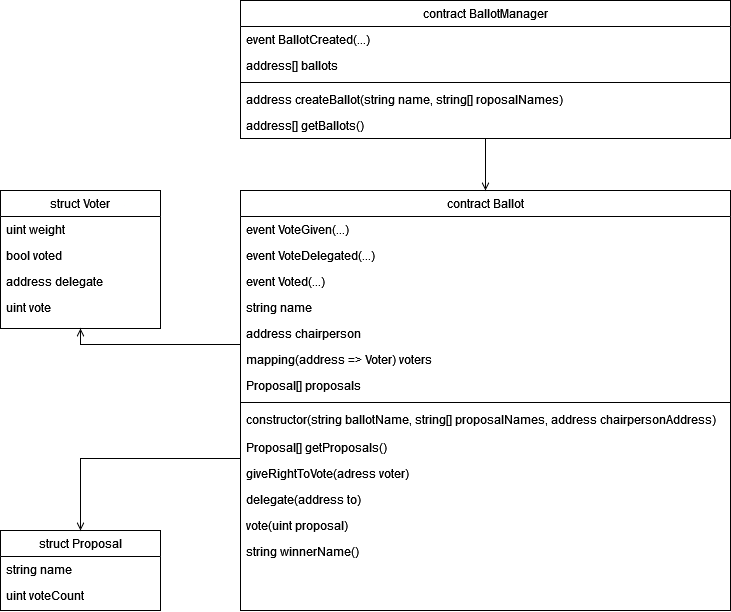 contract BallotManager
event BallotCreated(...)
address[] ballots
address createBallot(string name, string[] roposalNames)
address[] getBallots()
struct Voter
uint weight
bool voted
address delegate
uint vote
contract Ballot
event VoteGiven(...)
event VoteDelegated(...)
event Voted(...)
string name
address chairperson
mapping(address => Voter) voters
Proposal[] proposals
constructor(string ballotName, string[] proposalNames, address chairpersonAddress)
Proposal[] getProposals()
giveRightToVote(adress voter)
delegate(address to)
vote(uint proposal)
string winnerName()
struct Proposal
string name
uint voteCount